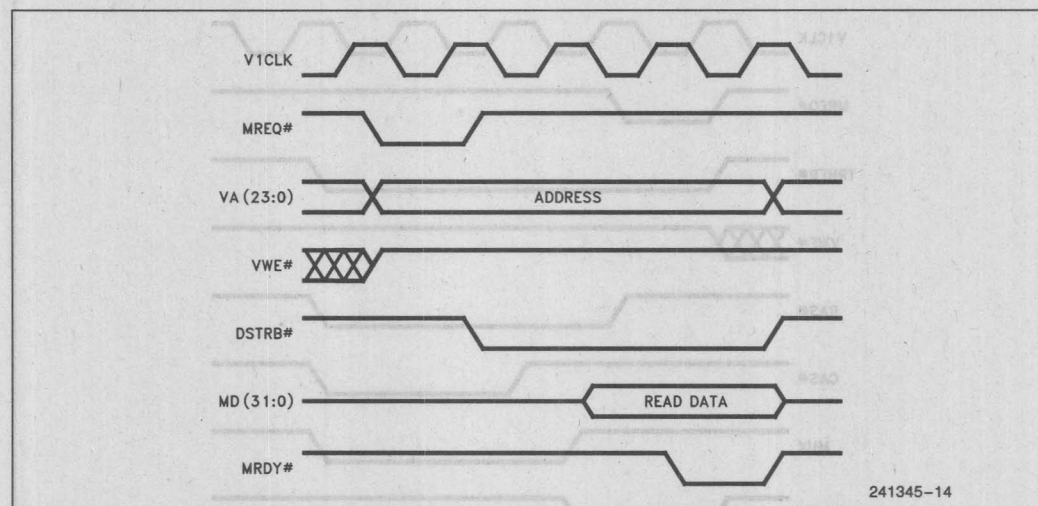 V1CLK
MREQ#
VA (23:0)
ADDRESS
VWE#
DSTRB#
MD (31:0)
READ DATA
MRDY#
241345-14